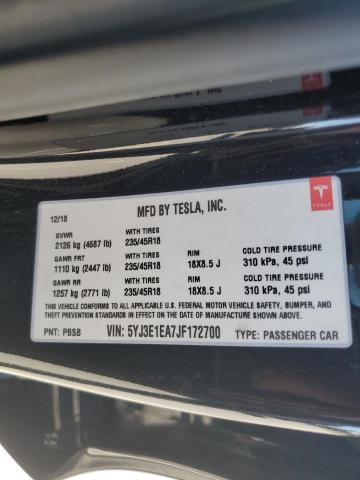 12/18
MFD BY TESLA, INC.
TESLA
GVWR WITH TIRES
2126 kg (4687 lb) 235/45R18
GAWR FRT WITH TIRES RIM COLD TIRE PRESSURE
1110 kg (2447 lb) 235/45R18 18X8.5 J 310 kPa, 45 psi
GAWR RR WITH TIRES RIM COLD TIRE PRESSURE
1257 kg (2771 lb) 235/45R18 18X8.5 J 310 kPa, 45 psi
THIS VEHICLE CONFORMS TO ALL APPLICABLE U.S. FEDERAL MOTOR VEHICLE SAFETY, BUMPER, AND
THEFT PREVENTION STANDARDS IN EFFECT ON THE DATE OF MANUFACTURE SHOWN ABOVE.
PNT: PBSB VIN: 5YJ3E1EA7JF172700 TYPE: PASSENGER CAR